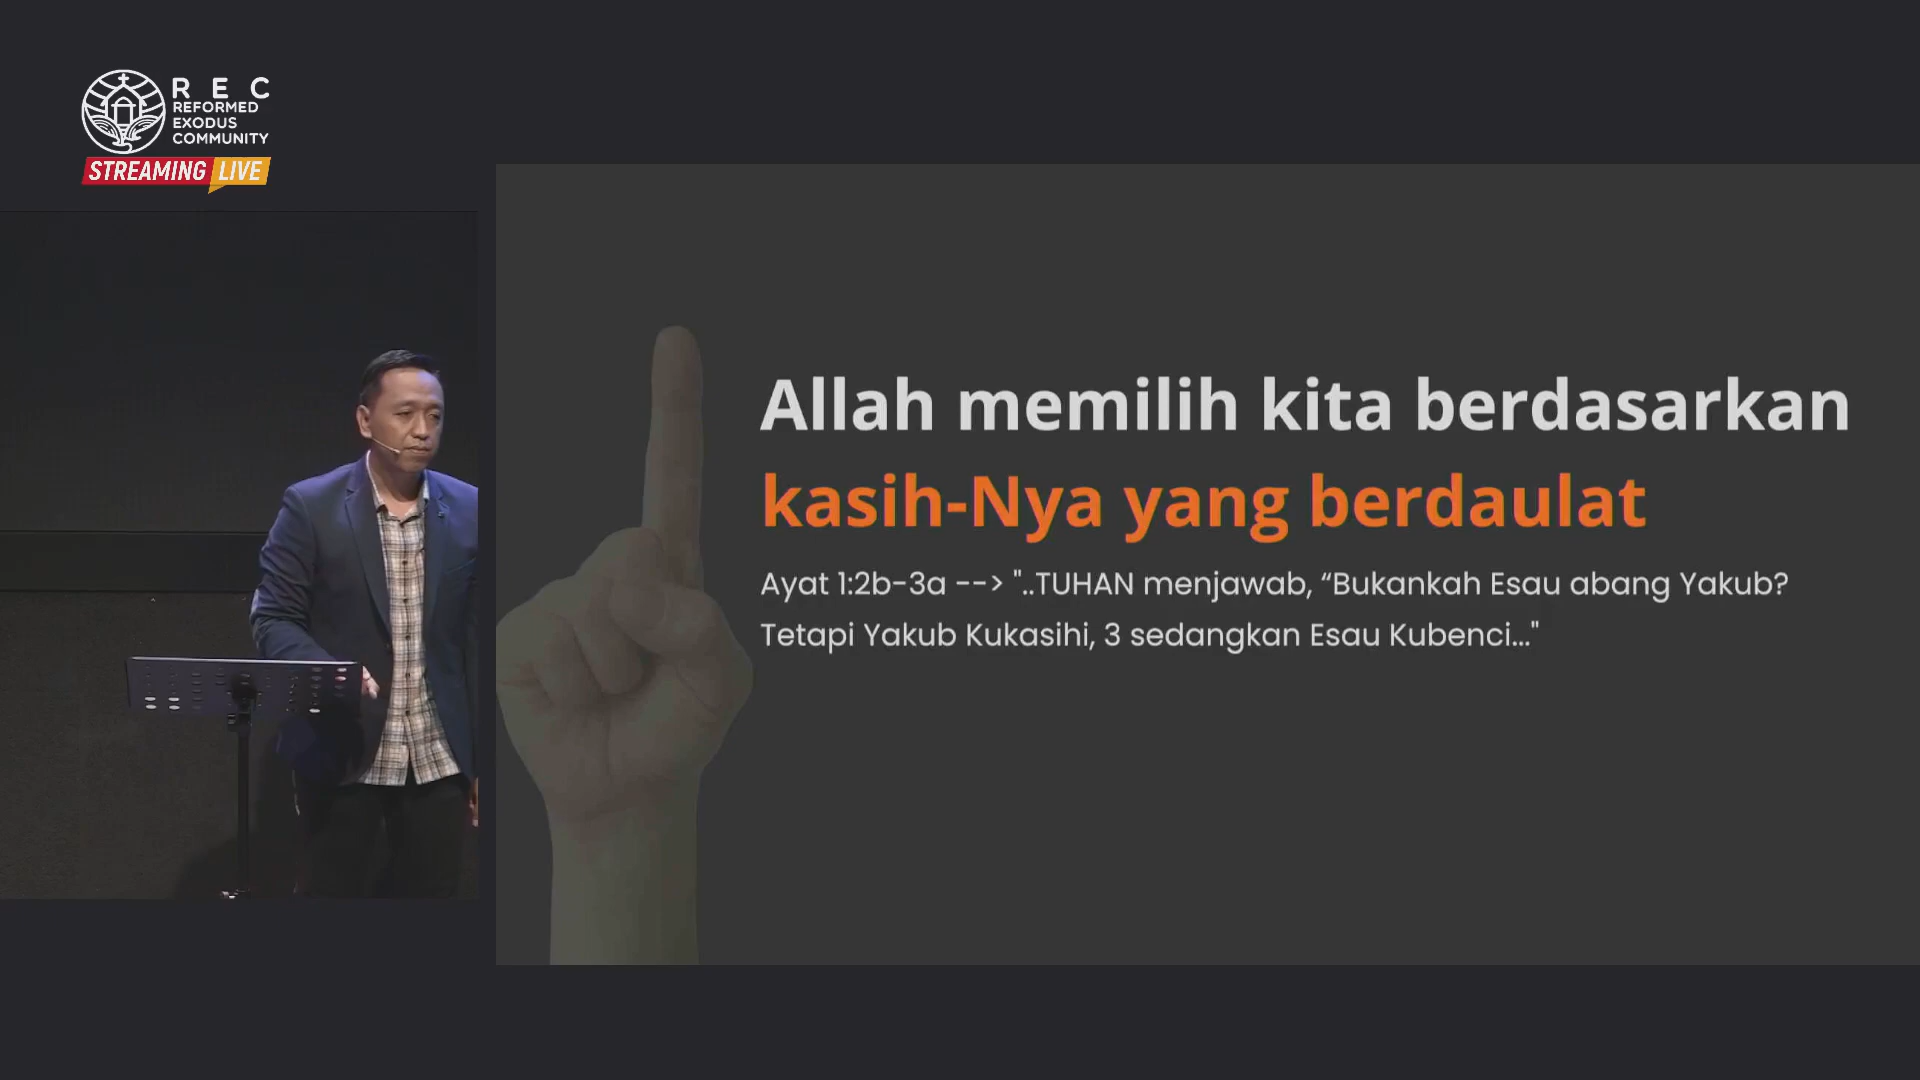 R E C
REFORMED
EXODUS
COMMUNITY
STREAMING LIVE
Allah memilih kita berdasarkan
kasih-Nya yang berdaulat
Ayat 1:2b-3a --> "..TUHAN menjawab, “Bukankah Esau abang Yakub?
Tetapi Yakub Kukasihi, 3 sedangkan Esau Kubenci..."